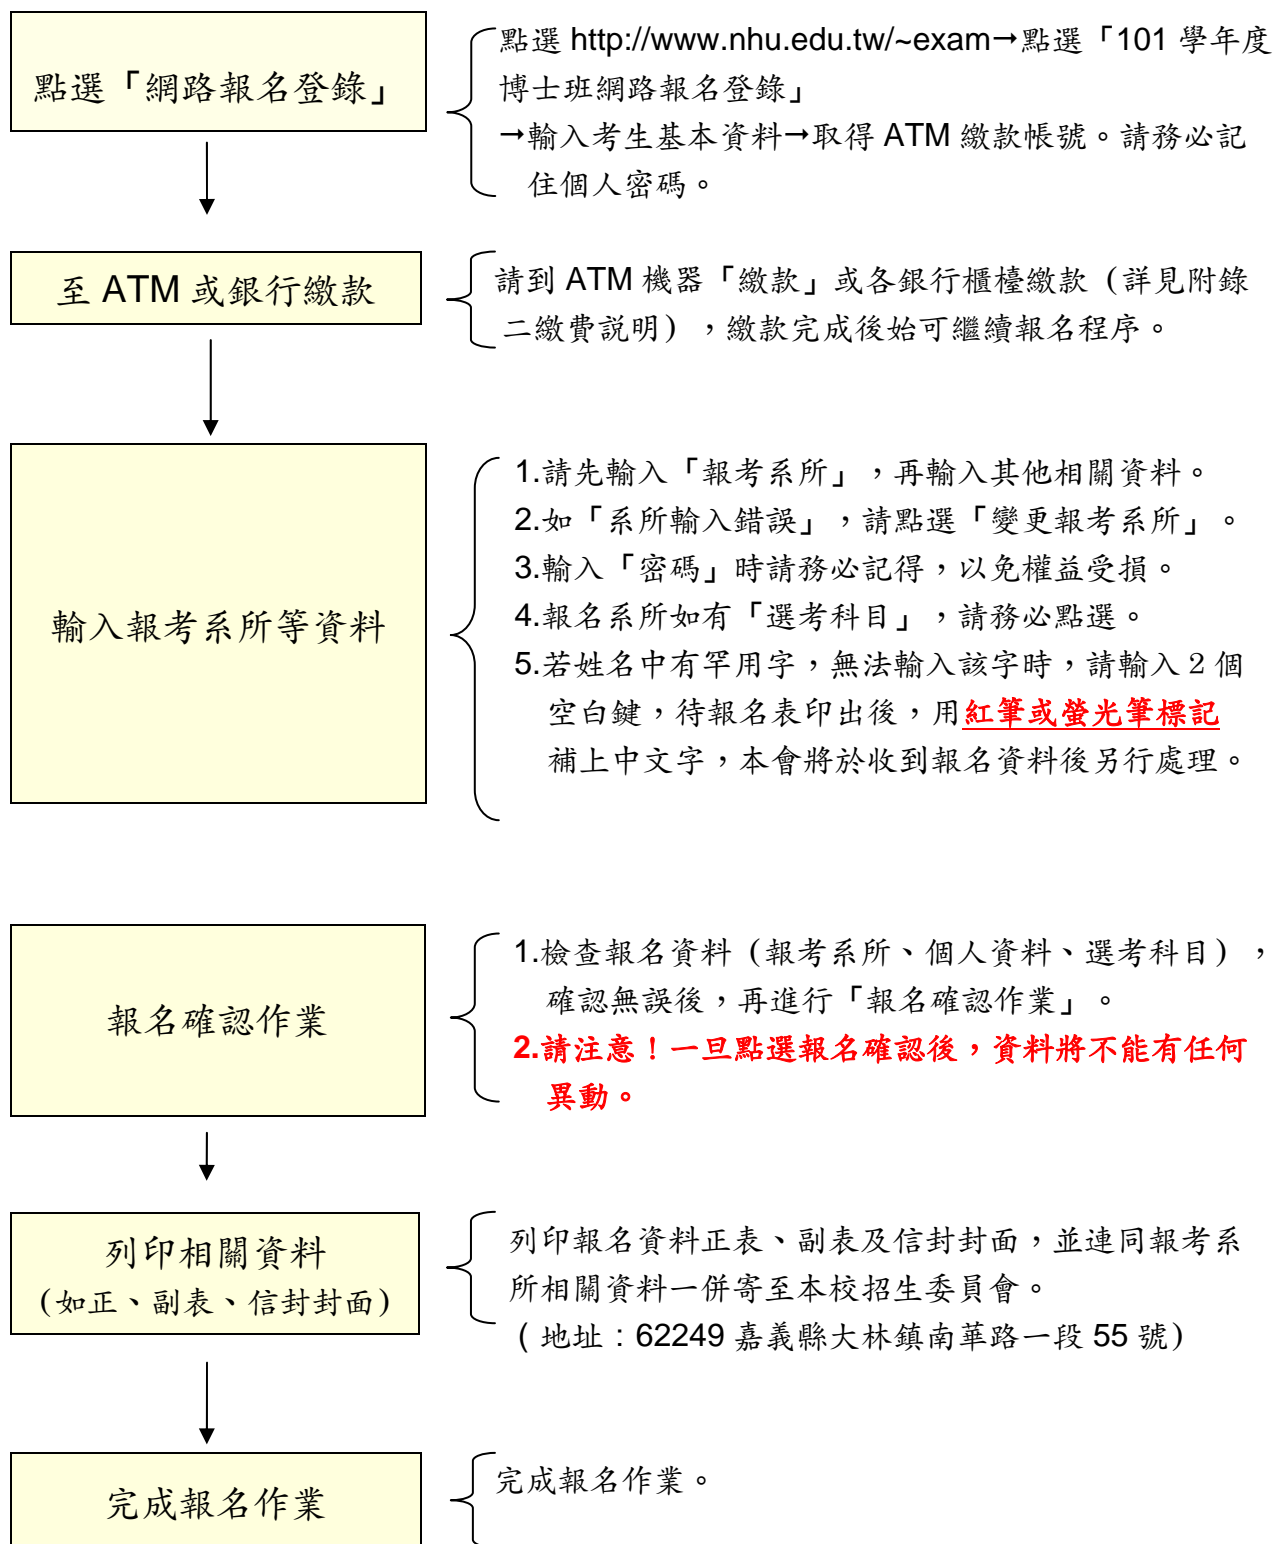 點選「網路報名登錄」
點選 http://www.nhu.edu.tw/~exam→點選「101 學年度
博士班網路報名登錄」
→輸入考生基本資料→取得 ATM 繳款帳號。請務必記
住個人密碼。
至 ATM 或銀行繳款
請到 ATM 機器「繳款」或各銀行櫃檯繳款（詳見附錄
二繳費說明），繳款完成後始可繼續報名程序。
輸入報考系所等資料
1.請先輸入「報考系所」，再輸入其他相關資料。
2.如「系所輸入錯誤」，請點選「變更報考系所」。
3.輸入「密碼」時請務必記得，以免權益受損。
4.報名系所如有「選考科目」，請務必點選。
5.若姓名中有罕用字，無法輸入該字時，請輸入２個
空白鍵，待報名表印出後，用紅筆或螢光筆標記
補上中文字，本會將於收到報名資料後另行處理。
報名確認作業
1.檢查報名資料（報考系所、個人資料、選考科目），
確認無誤後，再進行「報名確認作業」。
2.請注意！一旦點選報名確認後，資料將不能有任何
異動。
列印相關資料
（如正、副表、信封封面）
列印報名資料正表、副表及信封封面，並連同報考系
所相關資料一併寄至本校招生委員會。
（地址：62249 嘉義縣大林鎮南華路一段 55 號）
完成報名作業
完成報名作業。